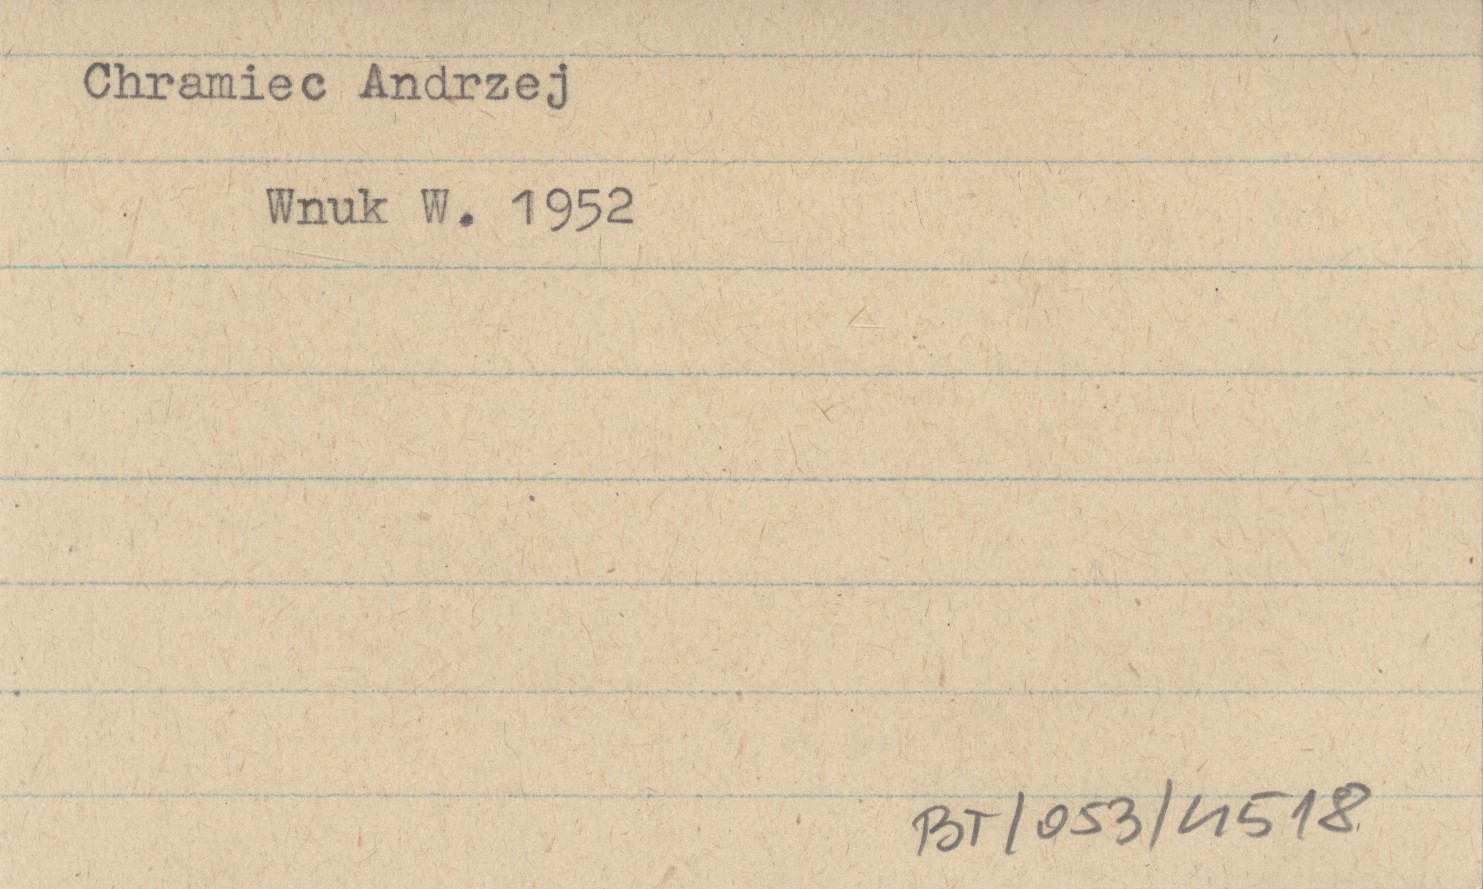 Chramiec Andrzej
Wnuk W. 1952
BT/053/4518